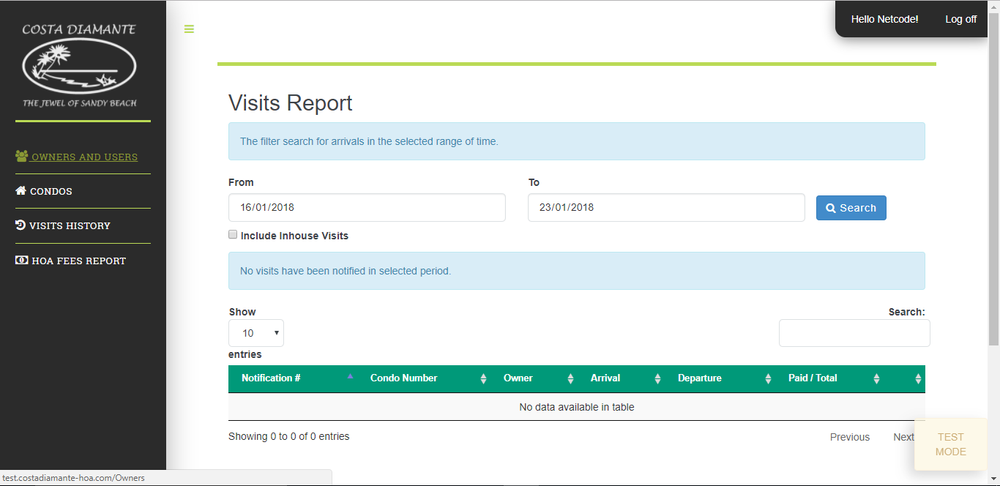 Hello Netcode! Log off
COSTA DIAMANTE
THE JEWEL OF SANDY BEACH
OWNERS AND USERS
CONDOS
VISITS HISTORY
HOA FEES REPORT
Visits Report
The filter search for arrivals in the selected range of time.
From To
16/01/2018 23/01/2018 Search
Include Inhouse Visits
No visits have been notified in selected period.
Show Search:
10
entries
Notification # Condo Number Owner Arrival Departure Paid / Total
No data available in table
Showing 0 to 0 of 0 entries Previous Next
TEST
MODE
test.costadiamante-hoa.com/Owners